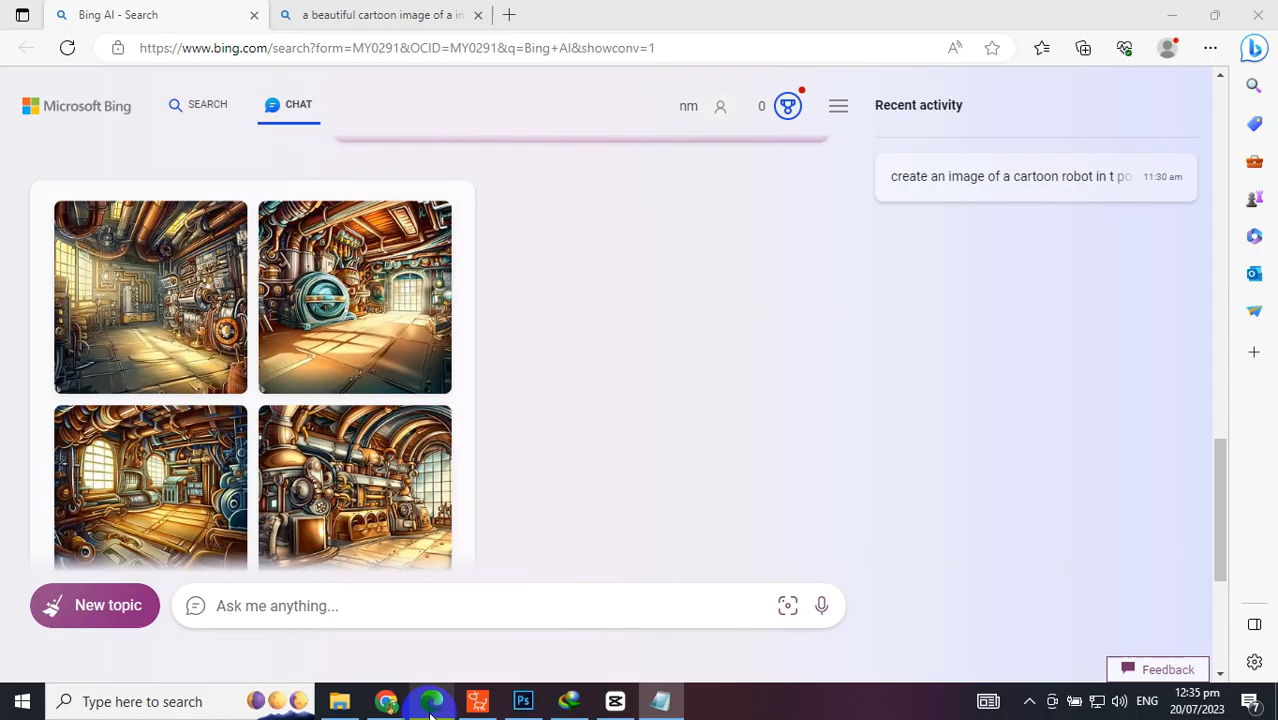 Bing AI - Search
a beautiful cartoon image of a in
https://www.bing.com/search?form=MY0291&OCID=MY0291&q=Bing+AI&showconv=1
Microsoft Bing
SEARCH
CHAT
nm
0
Recent activity
create an image of a cartoon robot in t po
11:30 am
New topic
Ask me anything...
Feedback
Type here to search
Ps
ENG
12:35 pm
20/07/2023
7